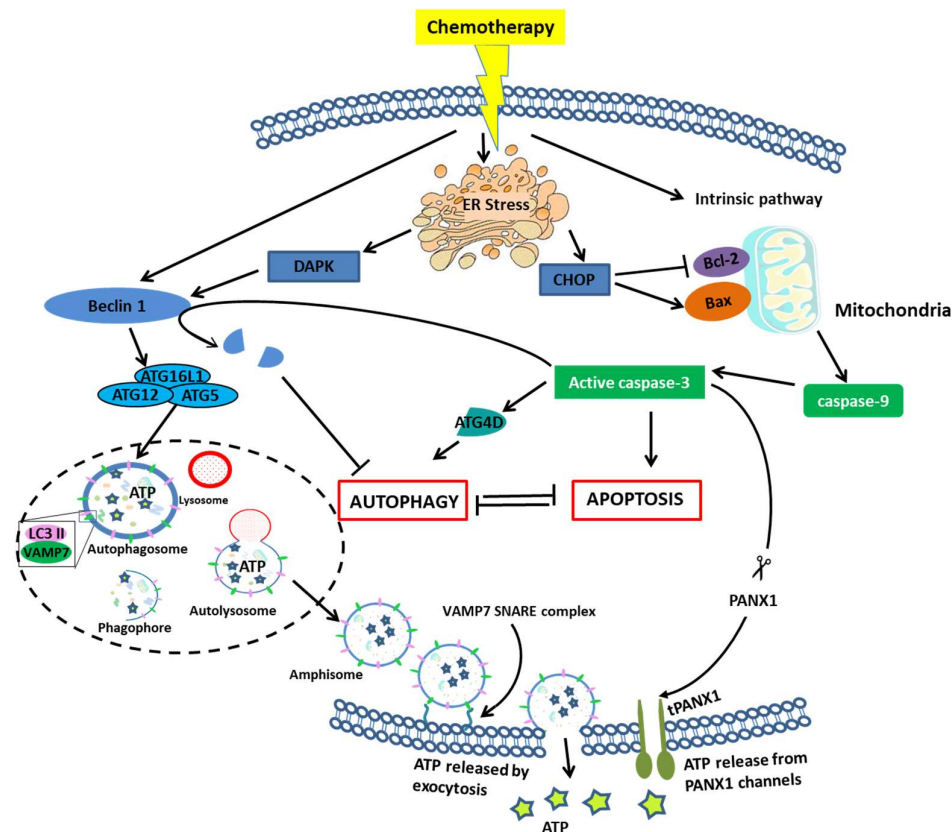 Chemotherapy
ER Stress
Intrinsic pathway
DAPK
CHOP
Bcl-2
Bax
Mitochondria
Beclin 1
ATG16L1
ATG12
ATG5
Active caspase-3
caspase-9
ATG4D
ATP
Lysosome
AUTOPHAGY
APOPTOSIS
LC3 II
VAMP7
Autophagosome
ATP
Phagophore
Autolysosome
VAMP7 SNARE complex
PANX1
Amphisome
tPANX1
ATP released by
exocytosis
ATP release from
PANX1 channels
ATP